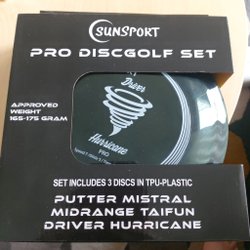 SUNSPORT
PRO DISCGOLF SET
APPROVED
WEIGHT
165-175 GRAM
Driver
Hurricane
PRO
SET INCLUDES 3 DISCS IN TPU-PLASTIC
PUTTER MISTRAL
MIDRANGE TAIFUN
DRIVER HURRICANE